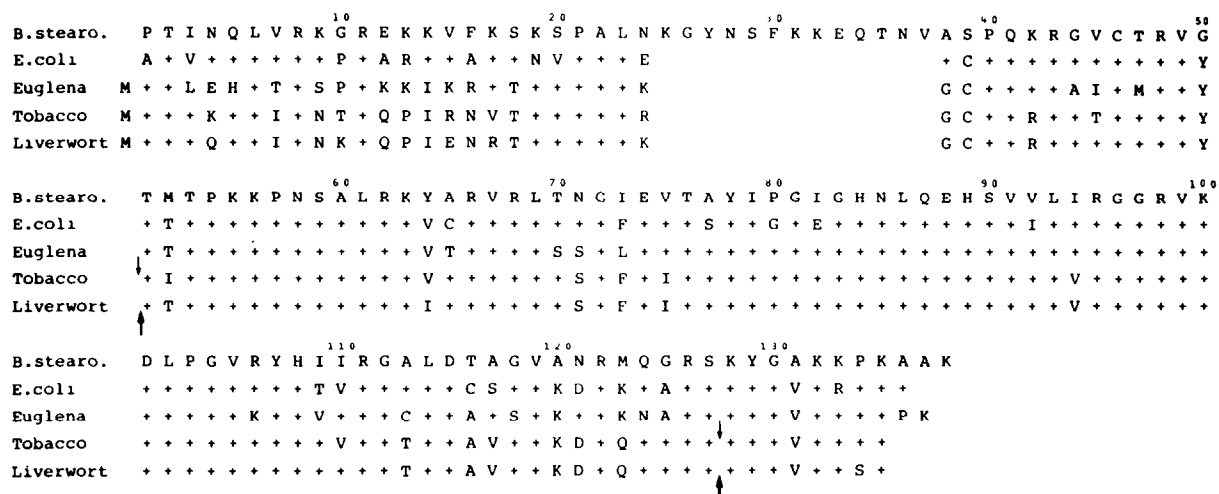 10 20 30 40 50
B.stearo. P T I N Q L V R K G R E K K V F K S K S P A L N K G Y N S F K K E Q T N V A S P Q K R G V C T R V G
E.coli A + V + + + + + + P + A R + + A + + N V + + + E + C + + + + + + + + + + Y
Euglena M + + L E H + T + S P + K K I K R + T + + + + + K G C + + + + A I + M + + Y
Tobacco M + + + K + + I + N T + Q P I R N V T + + + + + R G C + + R + + T + + + + Y
Liverwort M + + + Q + + I + N K + Q P I E N R T + + + + + K G C + + R + + + + + + + Y
60 70 80 90 100
B.stearo. T M T P K K P N S A L R K Y A R V R L T N G I E V T A Y I P G I G H N L Q E H S V V L I R G G R V K
E.coli + T + + + + + + + + + + + V C + + + + + + + F + + + S + + G + E + + + + + + + + + I + + + + + + + +
Euglena + T + + + + + + + + + + + V T + + + + S S + L + + + + + + + + + + + + + + + + + + + + + + + + + + +
Tobacco + I + + + + + + + + + + + V + + + + + + S + F + I + + + + + + + + + + + + + + + + + + V + + + + + +
Liverwort + T + + + + + + + + + + + I + + + + + + S + F + I + + + + + + + + + + + + + + + + + + V + + + + + +
110 120 130
B.stearo. D L P G V R Y H I I R G A L D T A G V A N R M Q G R S K Y G A K K P K A A K
E.coli + + + + + + + + T V + + + + + C S + + K D + K + A + + + + + V + R + + +
Euglena + + + + + K + + V + + + C + + A + S + K + + K N A + + + + + V + + + + P K
Tobacco + + + + + + + + + V + + T + + A V + + K D + Q + + + + + + + V + + + +
Liverwort + + + + + + + + + + + + T + + A V + + K D + Q + + + + + + + V + + S +